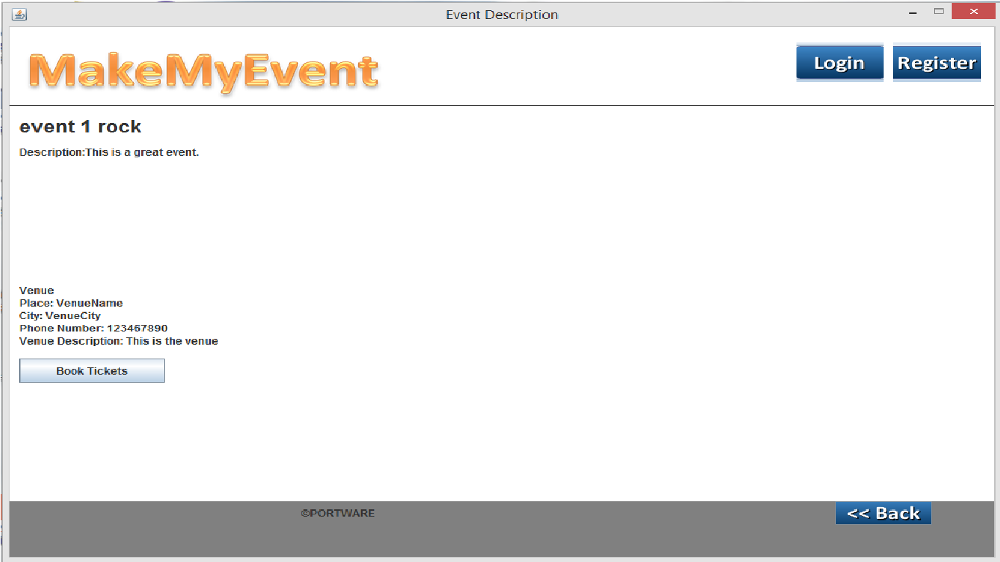 Event Description
MakeMyEvent
Login
Register
event 1 rock
Description:This is a great event.
Venue
Place: VenueName
City: VenueCity
Phone Number: 123467890
Venue Description: This is the venue
Book Tickets
©PORTWARE
<< Back